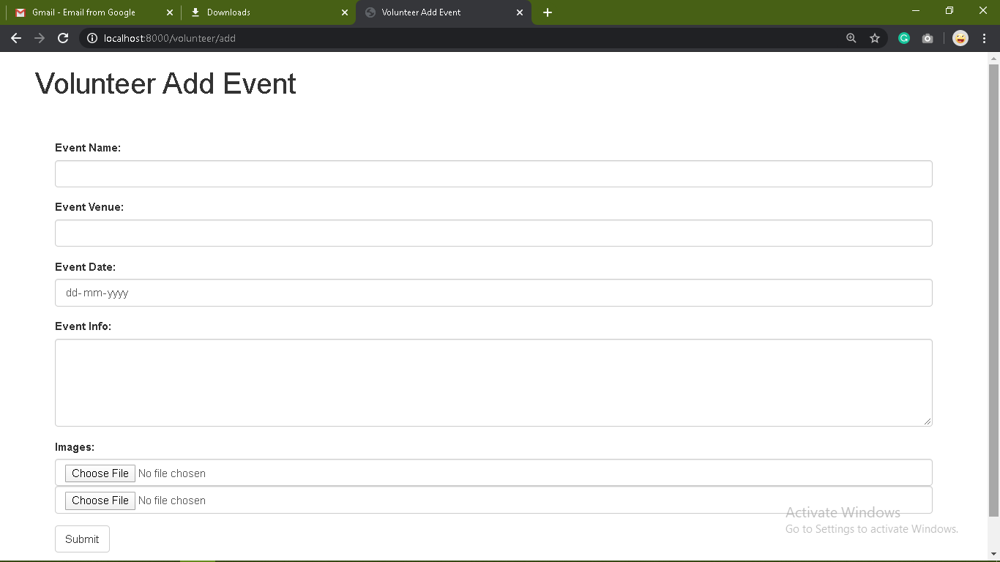 Gmail - Email from Google
Downloads
Volunteer Add Event
localhost:8000/volunteer/add
Volunteer Add Event
Event Name:
Event Venue:
Event Date:
dd-mm-yyyy
Event Info:
Images:
Choose File No file chosen
Choose File No file chosen
Activate Windows
Go to Settings to activate Windows.
Submit